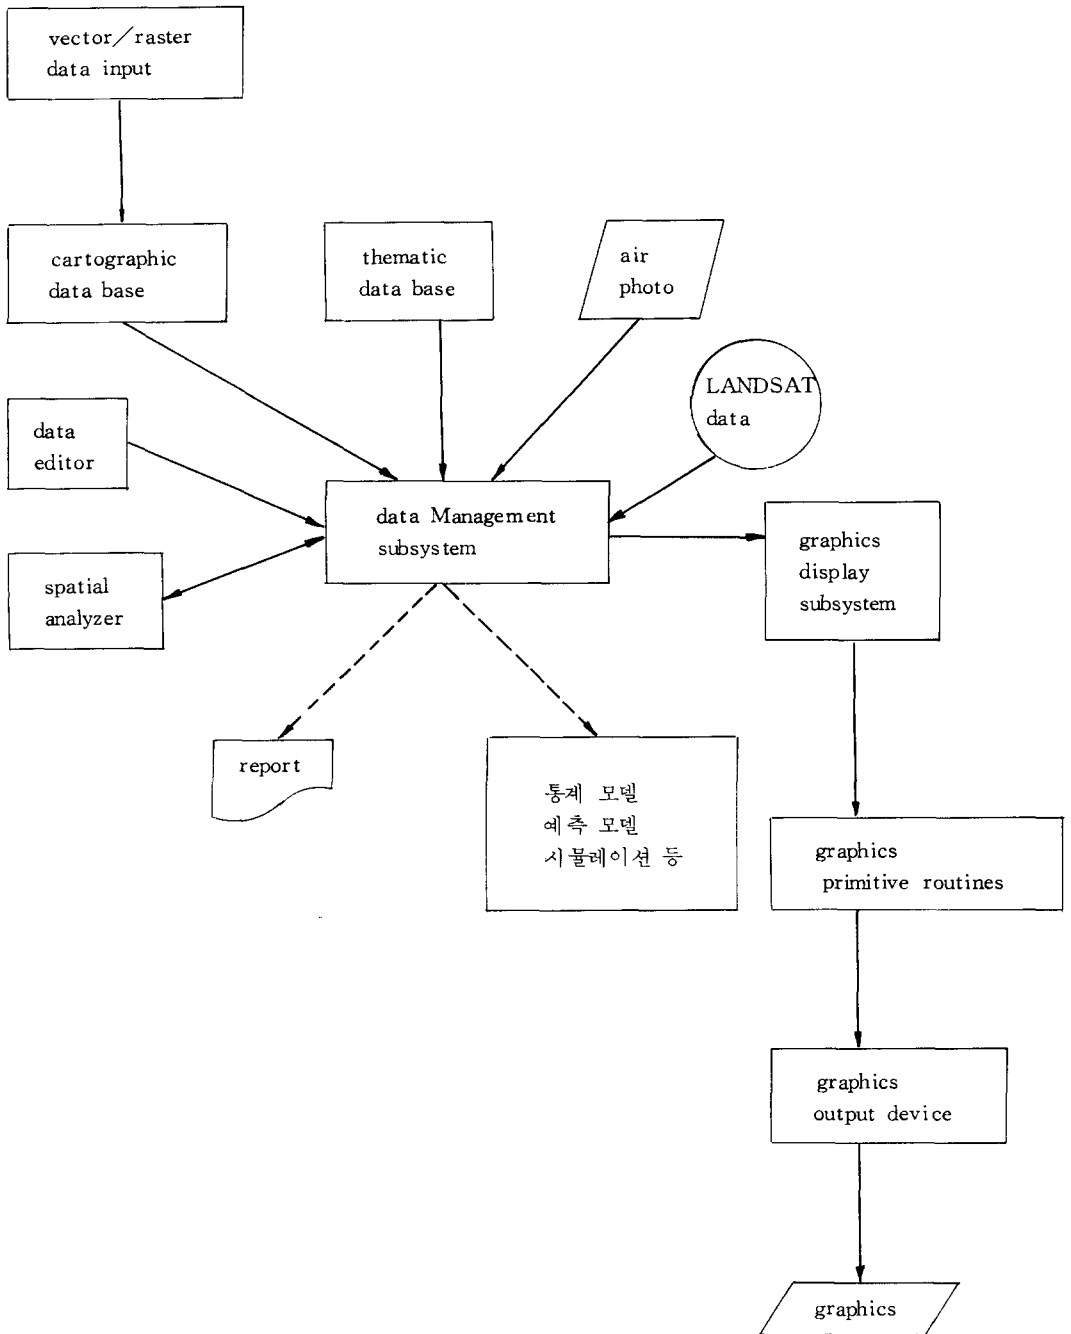 vector/raster
data input
cartographic
data base
thematic
data base
air
photo
LANDSAT
data
data
editor
data Management
subsystem
graphics
display
subsystem
spatial
analyzer
report
통계 모델
예측 모델
시뮬레이션 등
graphics
primitive routines
graphics
output device
graphics